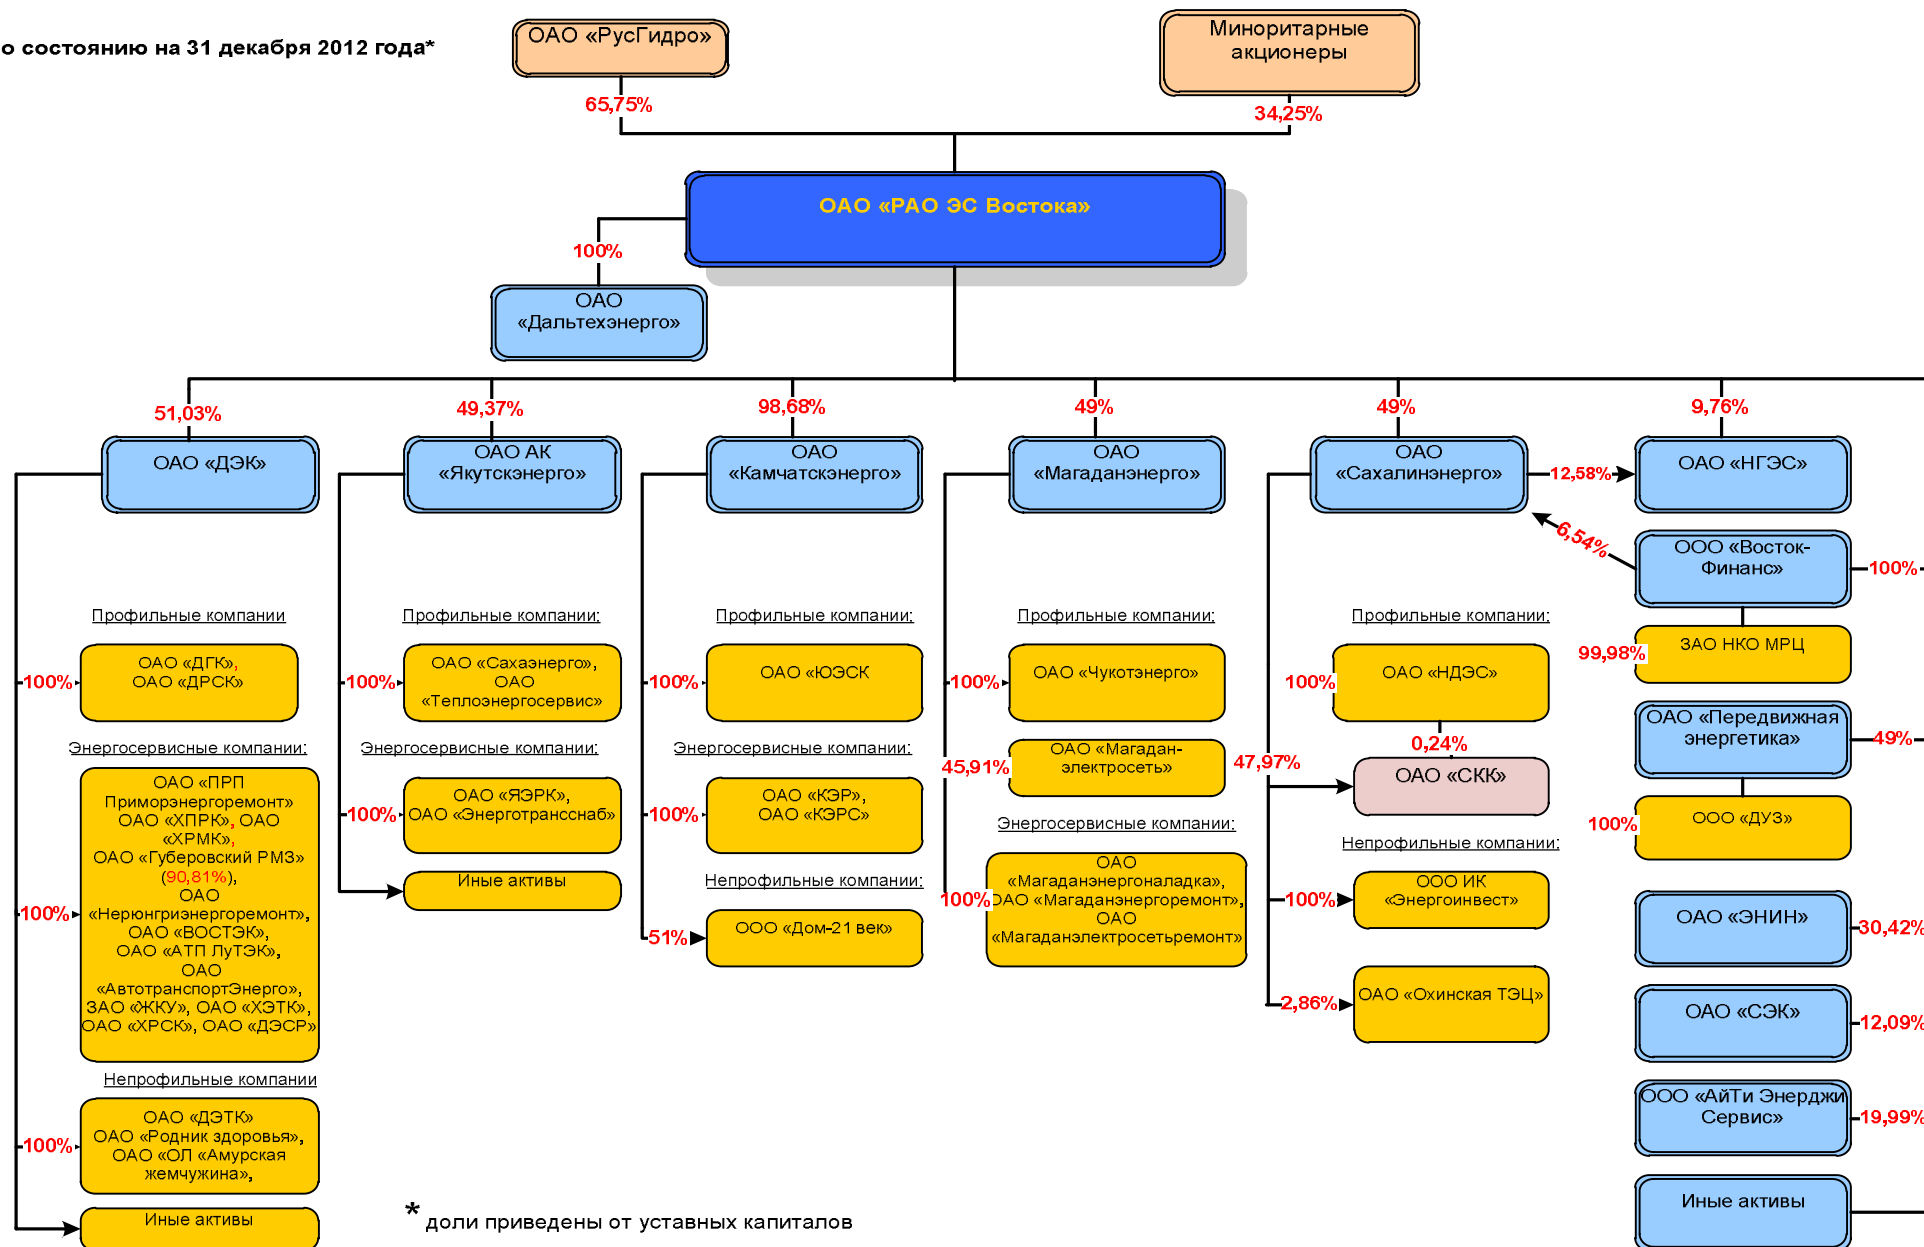 о состоянию на 31 декабря 2012 года*
ОАО «РусГидро»
Миноритарные
акционеры
65,75%
34,25%
ОАО «РАО ЭС Востока»
100%
ОАО
«Дальтехэнерго»
51,03%
49,37%
98,68%
49%
49%
9,76%
ОАО «ДЭК»
ОАО АК
«Якутскэнерго»
ОАО
«Камчатскэнерго»
ОАО
«Магаданэнерго»
ОАО
«Сахалинэнерго»
12,58%
ОАО «НГЭС»
6,54%
ООО «Восток-
Финанс»
100%
99,98%
ЗАО НКО МРЦ
ОАО «Передвижная
энергетика»
49%
100%
ООО «ДУЗ»
ОАО «ЭНИН»
30,42%
ОАО «СЭК»
12,09%
ООО «АйТи Энерджи
Сервис»
19,99%
Иные активы
Профильные компании
100%
ОАО «ДГК»,
ОАО «ДРСК»
Энергосервисные компании:
100%
ОАО «ПРП
Приморэнергоремонт»
ОАО «ХПРК», ОАО
«ХРМК»,
ОАО «Губеровский РМЗ»
(90,81%),
ОАО
«Нерюнгриэнергоремонт»,
ОАО «ВОСТЭК»,
ОАО «АТП ЛуТЭК»,
ОАО
«АвтотранспортЭнерго»,
ЗАО «ЖКУ», ОАО «ХЭТК»,
ОАО «ХРСК», ОАО «ДЭСР»
Непрофильные компании
100%
ОАО «ДЭТК»
ОАО «Родник здоровья»,
ОАО «ОЛ «Амурская
жемчужина»,
Иные активы
Профильные компании:
100%
ОАО «Сахаэнерго»,
ОАО
«Теплоэнергосервис»
Энергосервисные компании:
100%
ОАО «ЯЭРК»,
ОАО «Энерготрансснаб»
Иные активы
Профильные компании:
100%
ОАО «ЮЭСК
Энергосервисные компании:
100%
ОАО «КЭР»,
ОАО «КЭРС»
Непрофильные компании:
51%
ООО «Дом-21 век»
Профильные компании:
100%
ОАО «Чукотэнерго»
45,91%
ОАО «Магадан-
электросеть»
Энергосервисные компании:
100%
ОАО
«Магаданэнергоналадка»,
ОАО «Магаданэнергоремонт»,
ОАО
«Магаданэлектросетьремонт»
Профильные компании:
100%
ОАО «НДЭС»
0,24%
47,97%
ОАО «СКК»
Непрофильные компании:
100%
ООО ИК
«Энергоинвест»
2,86%
ОАО «Охинская ТЭЦ»
* доли приведены от уставных капиталов